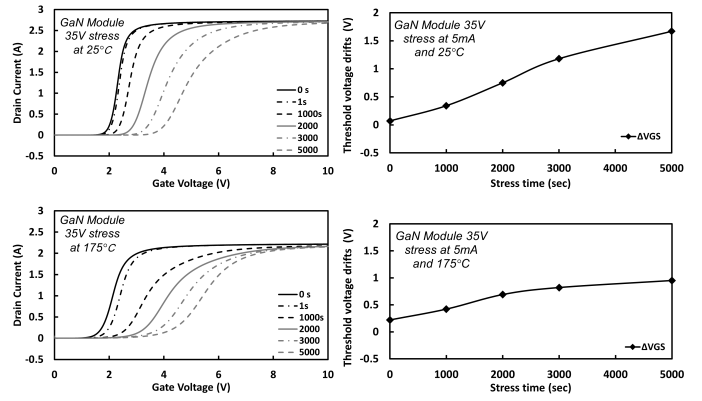 GaN Module
35V stress
at 25°C
Drain Current (A)
3
2.5
2
1.5
1
0.5
0
-0.5
0 2 4 6 8 10
Gate Voltage (V)
0 s
1s
1000s
2000
3000
5000
GaN Module 35V
stress at 5mA
and 25°C
Threshold voltage drifts (V)
2
1.5
1
0.5
0
-0.5
0 1000 2000 3000 4000 5000
Stress time (sec)
ΔVGS
GaN Module
35V stress
at 175°C
Drain Current (A)
3
2.5
2
1.5
1
0.5
0
-0.5
0 2 4 6 8 10
Gate Voltage (V)
0 s
1s
1000s
2000
3000
5000
GaN Module 35V
stress at 5mA
and 175°C
Threshold voltage drifts (V)
2
1.5
1
0.5
0
-0.5
0 1000 2000 3000 4000 5000
Stress time (sec)
ΔVGS